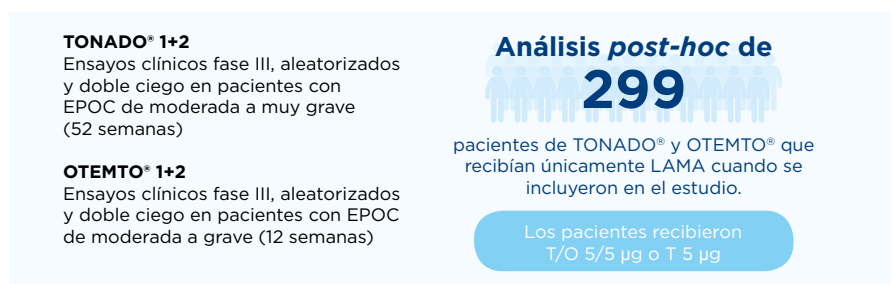 TONADO® 1+2
Ensayos clínicos fase III, aleatorizados
y doble ciego en pacientes con
EPOC de moderada a muy grave
(52 semanas)
OTEMTO® 1+2
Ensayos clínicos fase III, aleatorizados
y doble ciego en pacientes con EPOC
de moderada a grave (12 semanas)
Análisis post-hoc de
299
pacientes de TONADO® y OTEMTO® que
recibían únicamente LAMA cuando se
incluyeron en el estudio.
Los pacientes recibieron
T/O 5/5 µg o T 5 µg